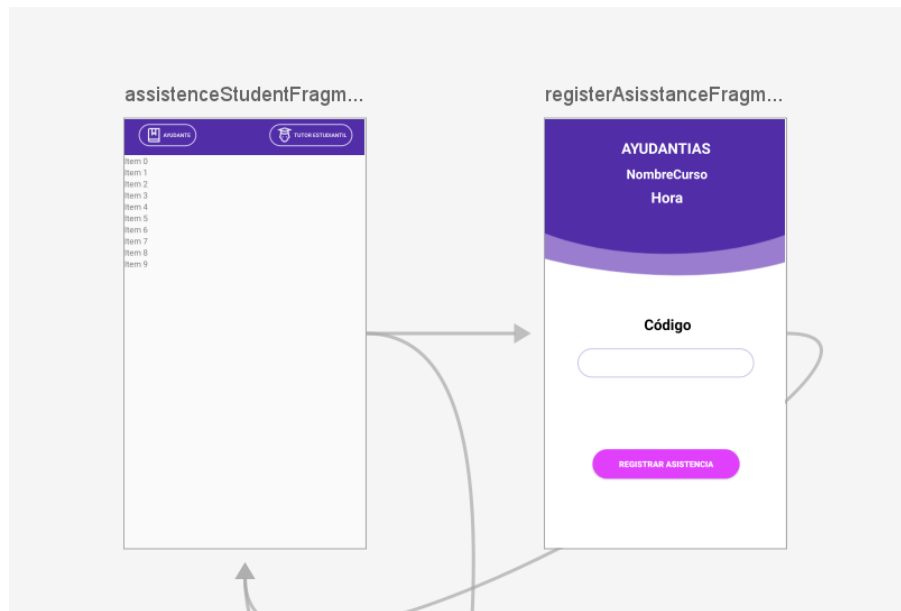 assistenceStudentFragm...
AYUDANTE
TUTOR ESTUDIANTIL
Item 0
Item 1
Item 2
Item 3
Item 4
Item 5
Item 6
Item 7
Item 8
Item 9
registerAsisstanceFragm...
AYUDANTIAS
NombreCurso
Hora
Código
REGISTRAR ASISTENCIA